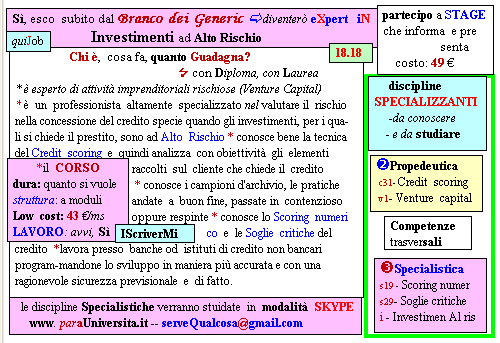 Sì, esco subito dal Branco dei Generic diventerò eXpert iN
Investimenti ad Alto Rischio
quiJob
18.18
Chi è, cosa fa, quanto Guadagna?
con Diploma, con Laurea
*è esperto di attività imprenditoriali rischiose (Venture Capital)
*è un professionista altamente specializzato nel valutare il rischio
nella concessione del credito specie quando gli investimenti, per i qua-
li si chiede il prestito, sono ad Alto Rischio * conosce bene la tecnica
del Credit scoring e quindi analizza con obiettività gli elementi
raccolti sul cliente che chiede il credito
* conosce i campioni d'archivio, le pratiche
andate a buon fine, passate in contenzioso
oppure respinte * conosce lo Scoring numeri
co e le Soglie critiche del
credito *lavora presso banche od istituti di credito non bancari
program-mandone lo sviluppo in maniera più accurata e con una
ragionevole sicurezza previsionale e di fatto.
*il CORSO
dura: quanto si vuole
struttura: a moduli
Low cost: 43 €/ms
LAVORO: avvi, Sì
IScriverMi
le discipline Specialistiche verranno stuidate in modalità SKYPE
www. paraUniversita.it -- serveQualcosa@gmail.com
partecipo a STAGE
che informa e pre
senta
costo: 49 €
discipline
SPECIALIZZANTI
-da conoscere
- e da studiare
2Propedeutica
c31- Credit scoring
v1- Venture capital
Competenze
trasversali
3Specialistica
s19- Scoring numer
s29- Soglie critiche
i - Investimen Al ris